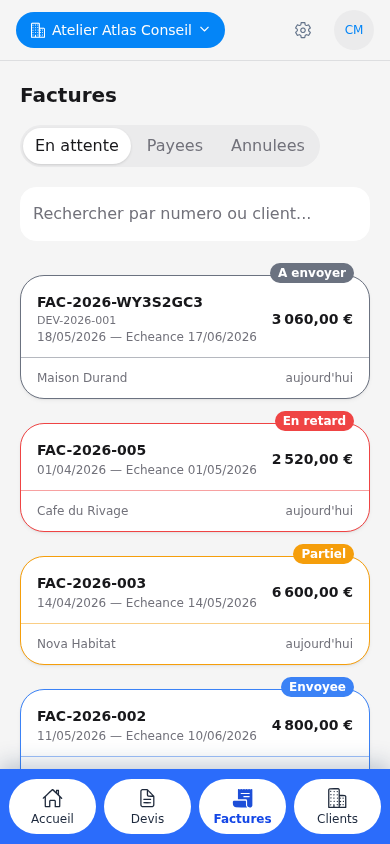 Atelier Atlas Conseil
CM
Factures
En attente Payees Annulees
Rechercher par numero ou client...
A envoyer
FAC-2026-WY3S2GC3
DEV-2026-001
18/05/2026 — Echeance 17/06/2026
3 060,00 €
Maison Durand aujourd'hui
En retard
FAC-2026-005
01/04/2026 — Echeance 01/05/2026
2 520,00 €
Cafe du Rivage aujourd'hui
Partiel
FAC-2026-003
14/04/2026 — Echeance 14/05/2026
6 600,00 €
Nova Habitat aujourd'hui
Envoyee
FAC-2026-002
11/05/2026 — Echeance 10/06/2026
4 800,00 €
Accueil Devis Factures Clients